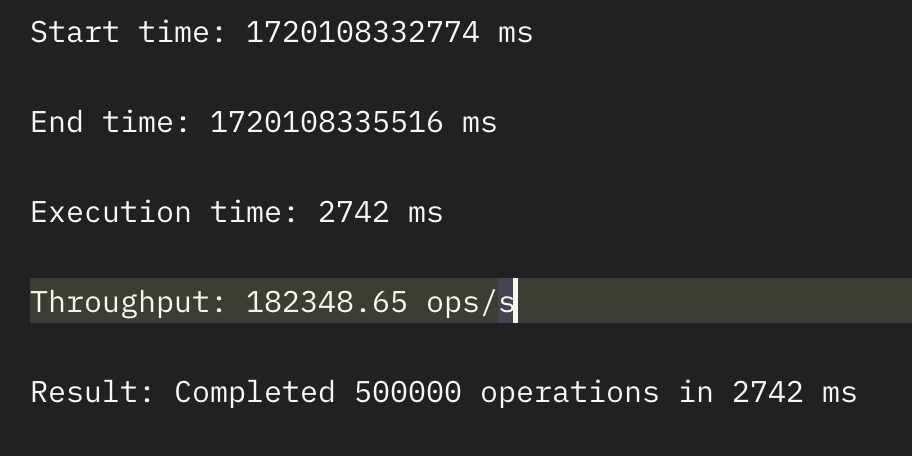 Start time: 1720108332774 ms
End time: 1720108335516 ms
Execution time: 2742 ms
Throughput: 182348.65 ops/s
Result: Completed 500000 operations in 2742 ms